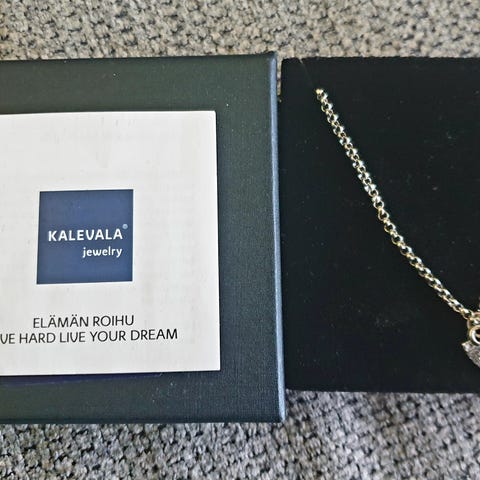 KALEVALA®
jewelry
ELÄMÄN ROIHU
VE HARD LIVE YOUR DREAM